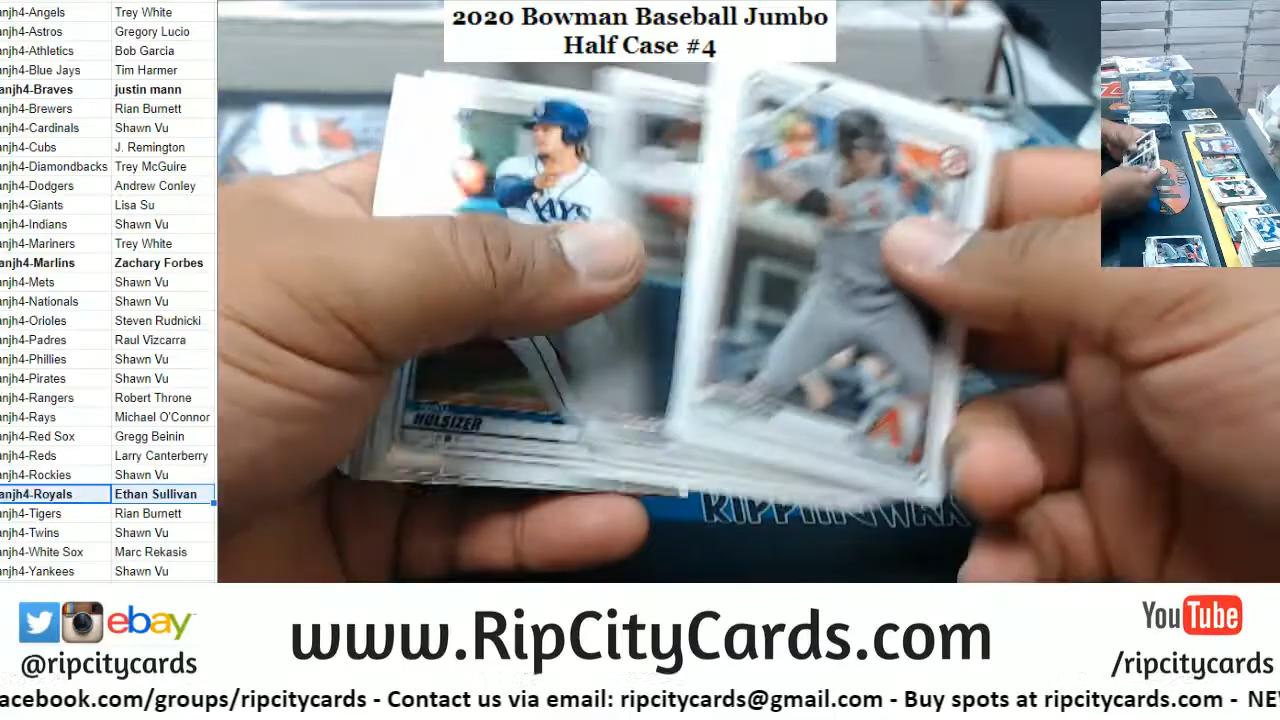 2020 Bowman Baseball Jumbo
Half Case #4
anjh4-Angels Trey White
anjh4-Astros Gregory Lucio
anjh4-Athletics Bob Garcia
anjh4-Blue Jays Tim Harmer
anjh4-Braves justin mann
anjh4-Brewers Rian Burnett
anjh4-Cardinals Shawn Vu
anjh4-Cubs J. Remington
anjh4-Diamondbacks Trey McGuire
anjh4-Dodgers Andrew Conley
anjh4-Giants Lisa Su
anjh4-Indians Shawn Vu
anjh4-Mariners Trey White
anjh4-Marlins Zachary Forbes
anjh4-Mets Shawn Vu
anjh4-Nationals Shawn Vu
anjh4-Orioles Steven Rudnicki
anjh4-Padres Raul Vizcarra
anjh4-Phillies Shawn Vu
anjh4-Pirates Shawn Vu
anjh4-Rangers Robert Throne
anjh4-Rays Michael O'Connor
anjh4-Red Sox Gregg Beinin
anjh4-Reds Larry Canterberry
anjh4-Rockies Shawn Vu
anjh4-Royals Ethan Sullivan
anjh4-Tigers Rian Burnett
anjh4-Twins Shawn Vu
anjh4-White Sox Marc Rekasis
anjh4-Yankees Shawn Vu
RAYS
HULSIZER
RIPPININWAX
ebay
@ripcitycards
www.RipCityCards.com
YouTube
/ripcitycards
acebook.com/groups/ripcitycards - Contact us via email: ripcitycards@gmail.com - Buy spots at ripcitycards.com - NE